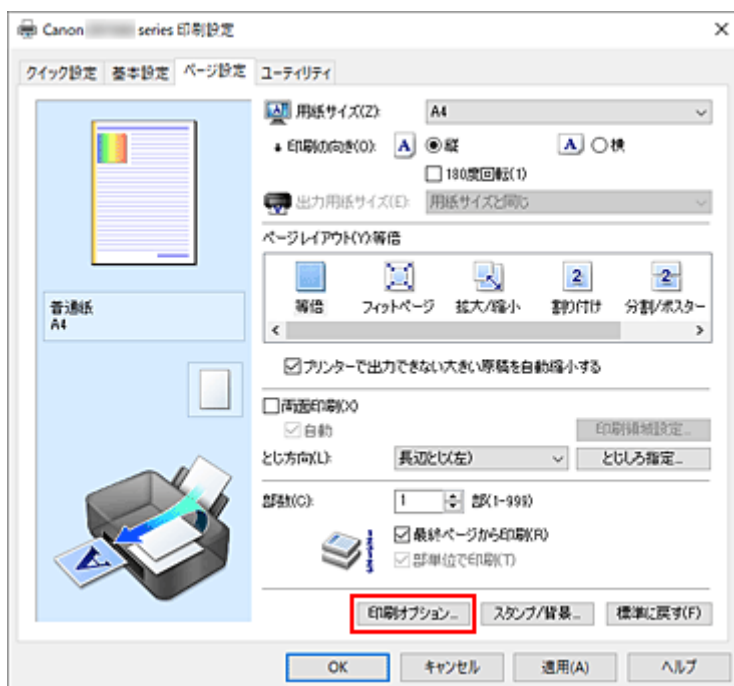 Canon series 印刷設定
クイック設定 基本設定 ページ設定 ユーティリティ
用紙サイズ(Z): A4
印刷の向き(O): A 縦 A 横
180度回転(1)
出力用紙サイズ(E): 用紙サイズと同じ
ページレイアウト(Y):等倍
等倍 フィットページ 拡大/縮小 割り付け 分割/ポスター
普通紙
A4
プリンターで出力できない大きい原稿を自動縮小する
両面印刷(X)
自動 印刷領域設定...
とじ方向(L): 長辺とじ(左) とじしろ指定...
部数(C): 1 部(1-999)
最終ページから印刷(R)
部単位で印刷(T)
印刷オプション... スタンプ/背景... 標準に戻す(F)
OK キャンセル 適用(A) ヘルプ